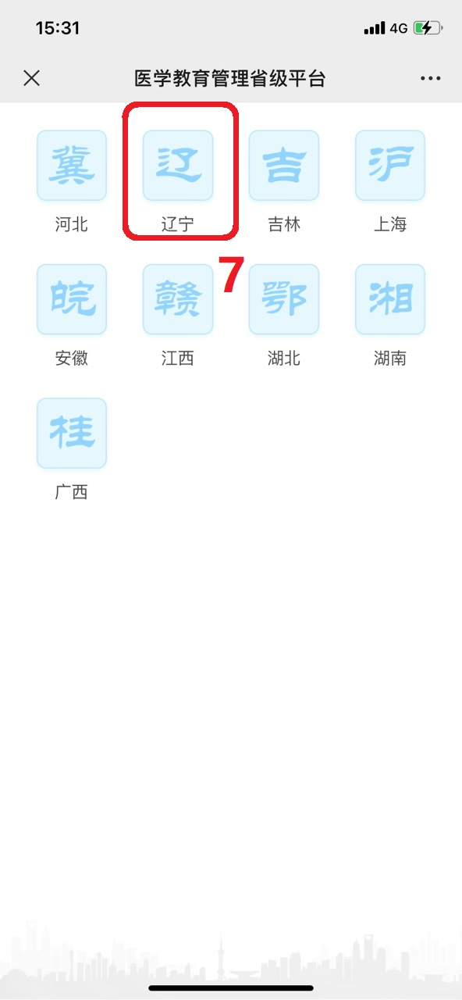 15:31
4G
医学教育管理省级平台
冀 辽 吉 沪
河北 辽宁 吉林 上海
7
皖 赣 鄂 湘
安徽 江西 湖北 湖南
桂
广西